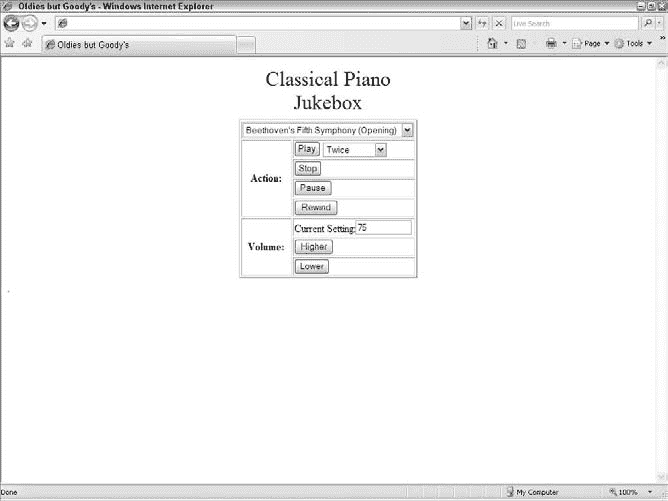 Oldies but Goody's - Windows Internet Explorer
Live Search
Oldies but Goody's
Page
Tools
Classical Piano
Jukebox
Beethoven's Fifth Symphony (Opening)
Action:
Play
Twice
Stop
Pause
Rewind
Volume:
Current Setting:
75
Higher
Lower
Done
My Computer
100%